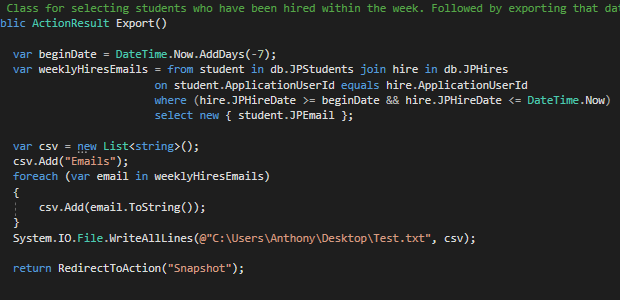 Class for selecting students who have been hired within the week. Followed by exporting that dat
blic ActionResult Export()
var beginDate = DateTime.Now.AddDays(-7);
var weeklyHiresEmails = from student in db.JPStudents join hire in db.JPHires
on student.ApplicationUserId equals hire.ApplicationUserId
where (hire.JPHireDate >= beginDate && hire.JPHireDate <= DateTime.Now)
select new { student.JPEmail };
var csv = new List<string>();
csv.Add("Emails");
foreach (var email in weeklyHiresEmails)
{
csv.Add(email.ToString());
}
System.IO.File.WriteAllLines(@"C:\Users\Anthony\Desktop\Test.txt", csv);
return RedirectToAction("Snapshot");